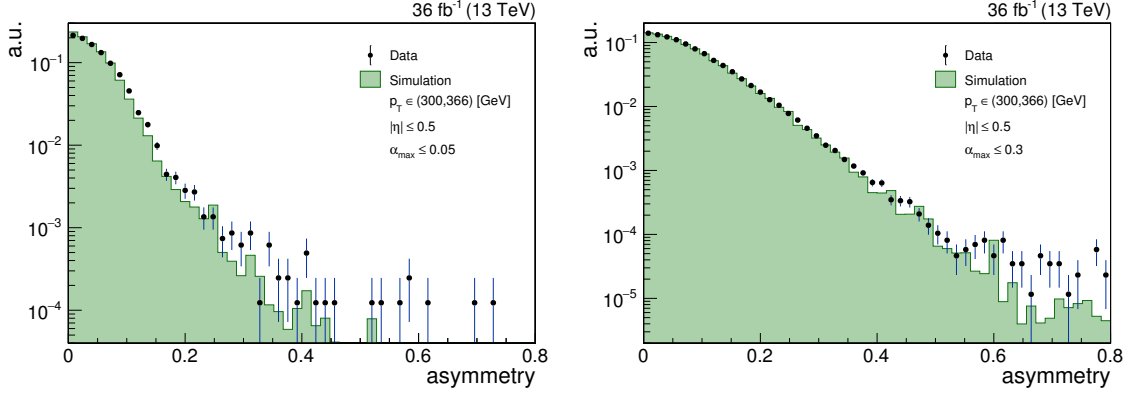 36 fb⁻¹ (13 TeV)
a.u.
10⁻¹
10⁻²
10⁻³
10⁻⁴
Data
Simulation
p_T ∈ (300,366) [GeV]
|η| ≤ 0.5
α_max ≤ 0.05
0 0.2 0.4 0.6 0.8
asymmetry
36 fb⁻¹ (13 TeV)
a.u.
10⁻¹
10⁻²
10⁻³
10⁻⁴
10⁻⁵
Data
Simulation
p_T ∈ (300,366) [GeV]
|η| ≤ 0.5
α_max ≤ 0.3
0 0.2 0.4 0.6 0.8
asymmetry